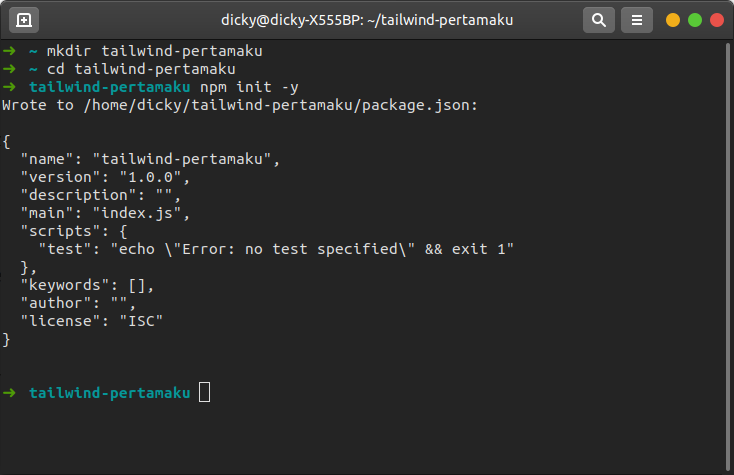 dicky@dicky-X555BP: ~/tailwind-pertamaku
➜ ~ mkdir tailwind-pertamaku
➜ ~ cd tailwind-pertamaku
➜ tailwind-pertamaku npm init -y
Wrote to /home/dicky/tailwind-pertamaku/package.json:

{
  "name": "tailwind-pertamaku",
  "version": "1.0.0",
  "description": "",
  "main": "index.js",
  "scripts": {
    "test": "echo \"Error: no test specified\" && exit 1"
  },
  "keywords": [],
  "author": "",
  "license": "ISC"
}

➜ tailwind-pertamaku